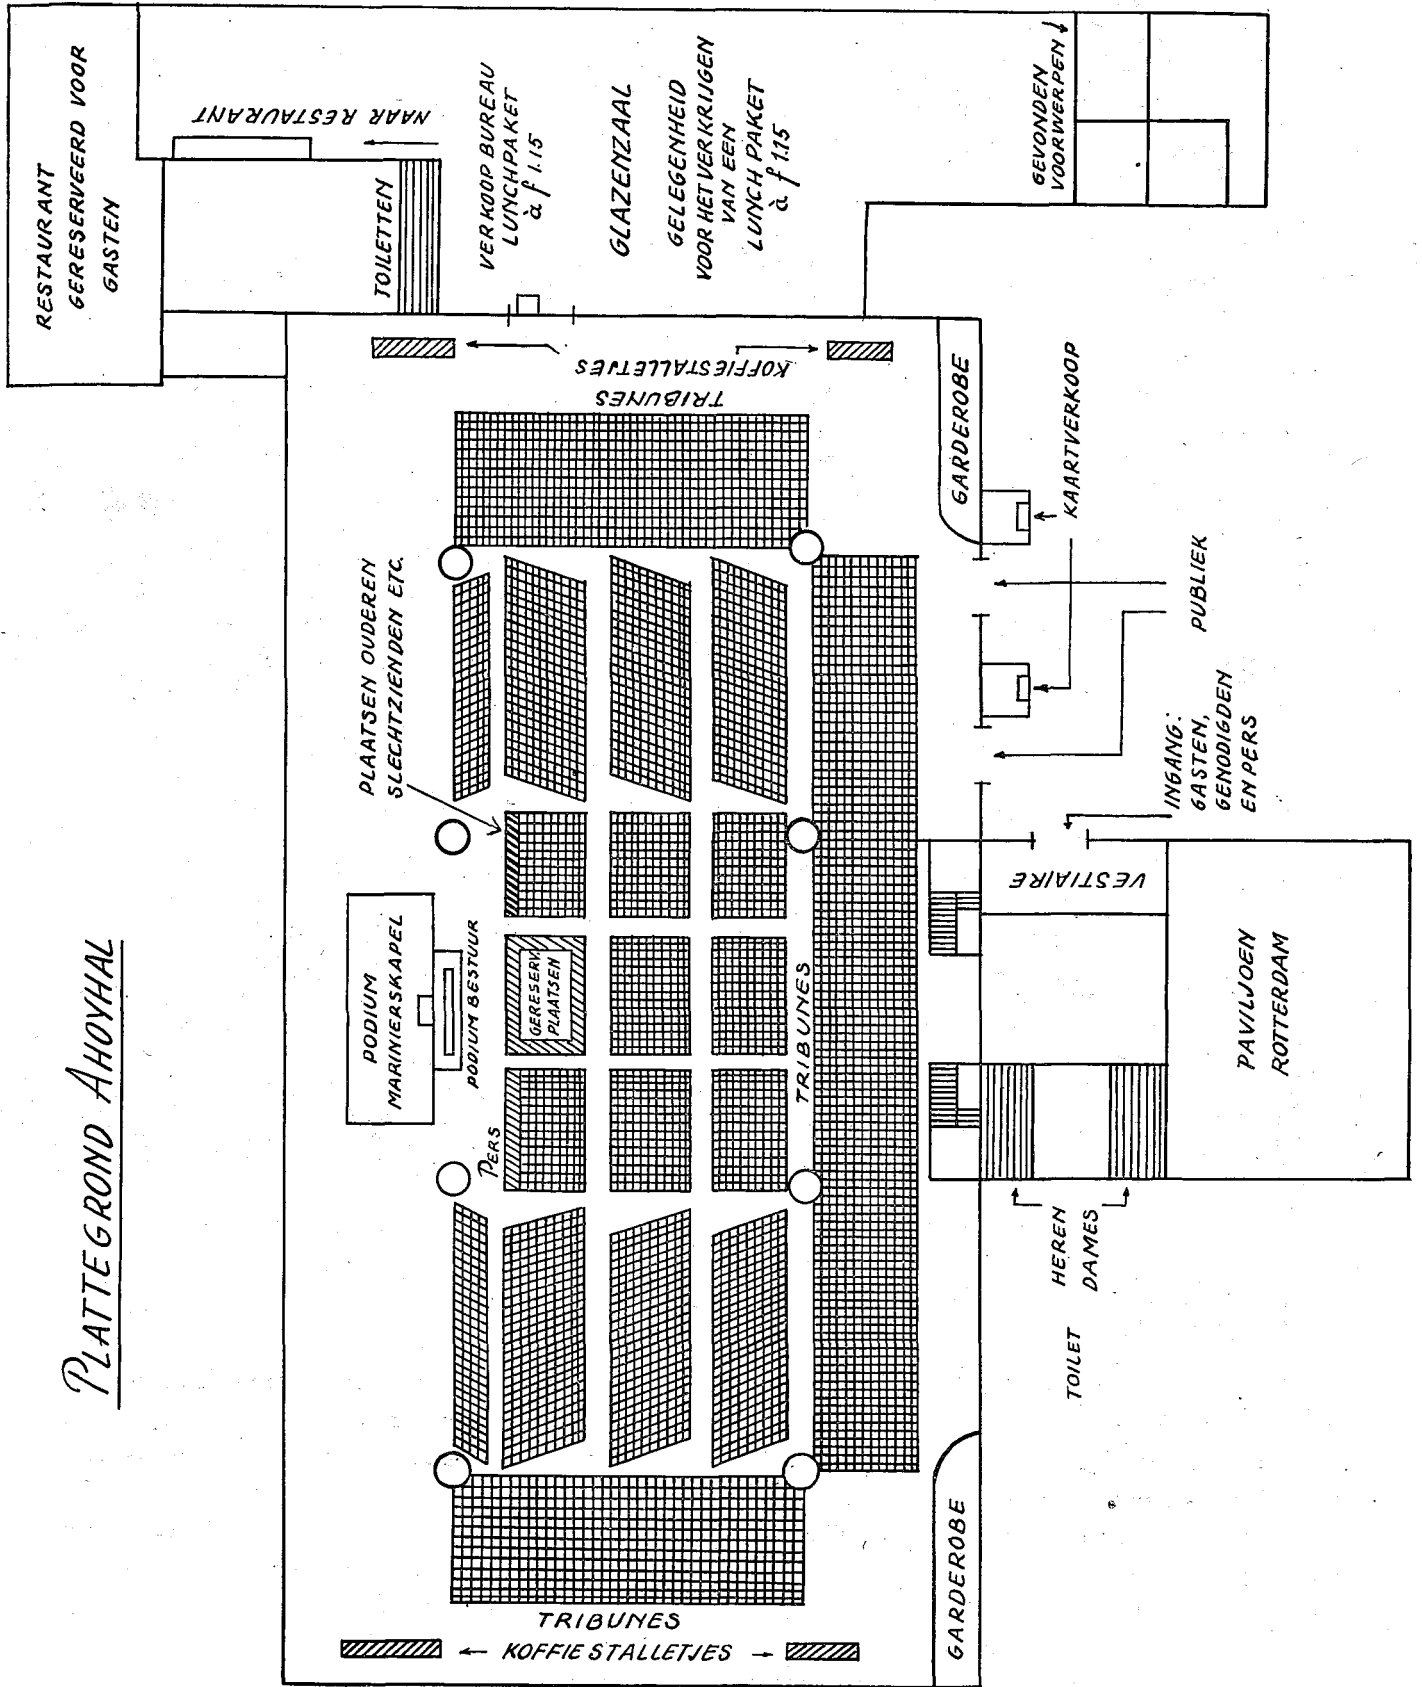 PLATTEGROND AHOYHAL
RESTAURANT
GERESERVEERD VOOR
GASTEN
NAAR RESTAURANT
TOILETTEN
VERKOOP BUREAU
LUNCHPAKET
à f 1.15
GLAZENZAAL
GELEGENHEID
VOOR HET VERKRIJGEN
VAN EEN
LUNCH PAKET
à f 1.15
GEVONDEN
VOORWERPEN
KOFFIESTALLETJES
TRIBUNES
PLAATSEN OUDEREN
SLECHTZIENDEN ETC.
PODIUM
MARINIERSKAPEL
PODIUM BESTUUR
GERESERV.
PLAATSEN
PERS
TRIBUNES
TRIBUNES
KOFFIE STALLETJES
GARDEROBE
KAARTVERKOOP
PUBLIEK
INGANG:
GASTEN,
GENODIGDEN
EN PERS
VESTIAIRE
PAVILJOEN
ROTTERDAM
TOILET
HEREN
DAMES
GARDEROBE